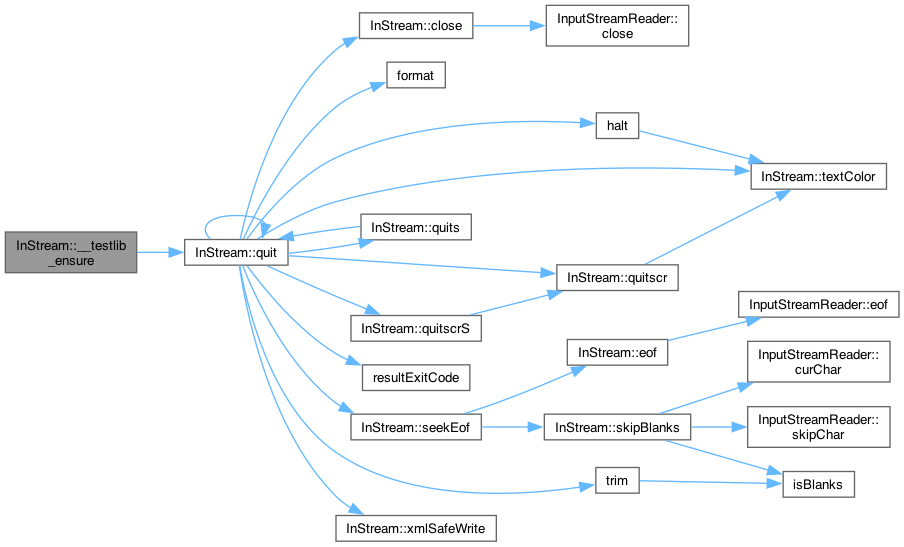 InStream::__testlib
_ensure
InStream::quit
InStream::close
InputStreamReader::
close
format
halt
InStream::textColor
InStream::quits
InStream::quitscr
InStream::quitscrS
resultExitCode
InStream::seekEof
InStream::eof
InputStreamReader::eof
InStream::skipBlanks
InputStreamReader::
curChar
InputStreamReader::
skipChar
isBlanks
trim
InStream::xmlSafeWrite